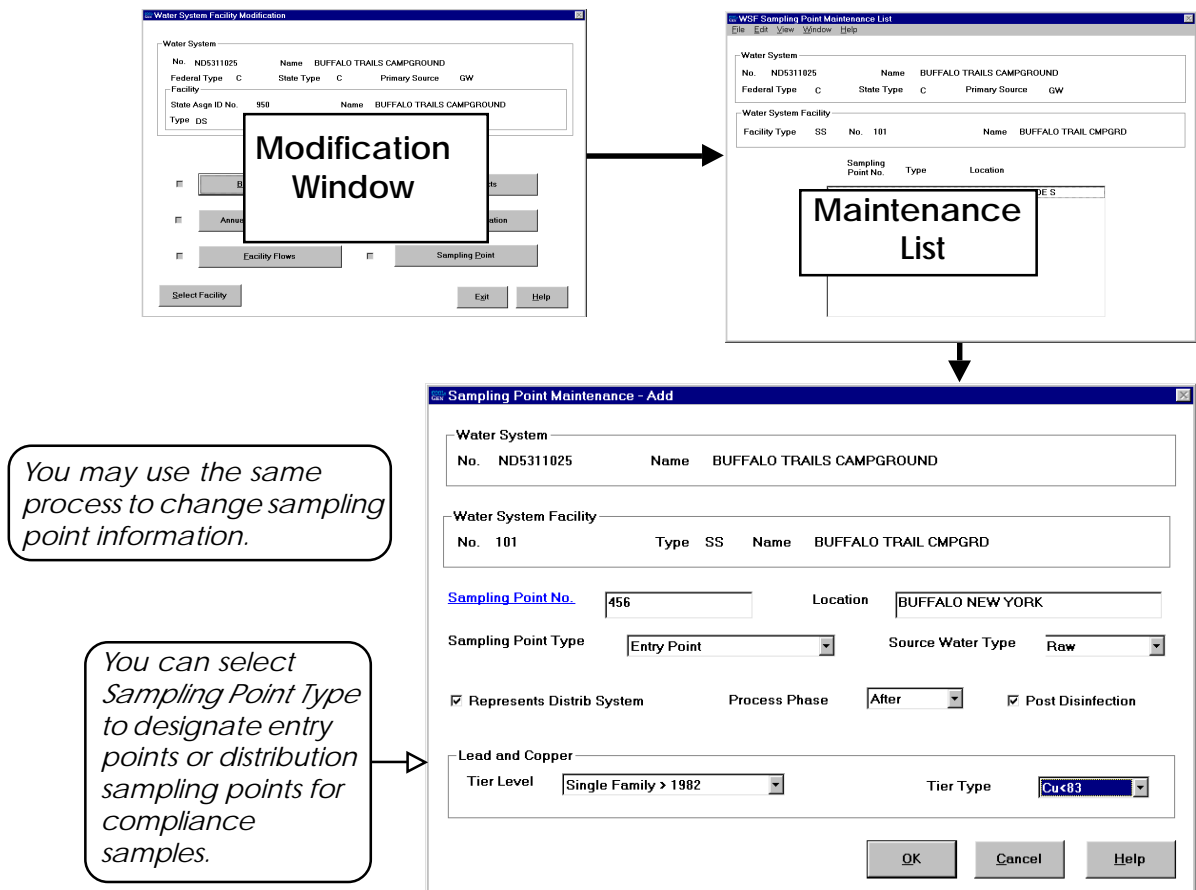 Water System Facility Modification
Water System
No. ND5311025 Name BUFFALO TRAILS CAMPGROUND
Federal Type C State Type C Primary Source GW
Facility
State Asgn ID No. 950 Name BUFFALO TRAILS CAMPGROUND
Type DS
Modification
Window
Facility Flows
Sampling Point
Select Facility
Exit
Help
WSF Sampling Point Maintenance List
File Edit View Window Help
Water System
No. ND5311025 Name BUFFALO TRAILS CAMPGROUND
Federal Type C State Type C Primary Source GW
Water System Facility
Facility Type SS No. 101 Name BUFFALO TRAIL CMPGRD
Sampling
Point No. Type Location
Maintenance
List
You may use the same
process to change sampling
point information.
You can select
Sampling Point Type
to designate entry
points or distribution
sampling points for
compliance
samples.
Sampling Point Maintenance - Add
Water System
No. ND5311025 Name BUFFALO TRAILS CAMPGROUND
Water System Facility
No. 101 Type SS Name BUFFALO TRAIL CMPGRD
Sampling Point No. 456 Location BUFFALO NEW YORK
Sampling Point Type Entry Point Source Water Type Raw
Represents Distrib System Process Phase After Post Disinfection
Lead and Copper
Tier Level Single Family > 1982 Tier Type Cu<83
OK Cancel Help